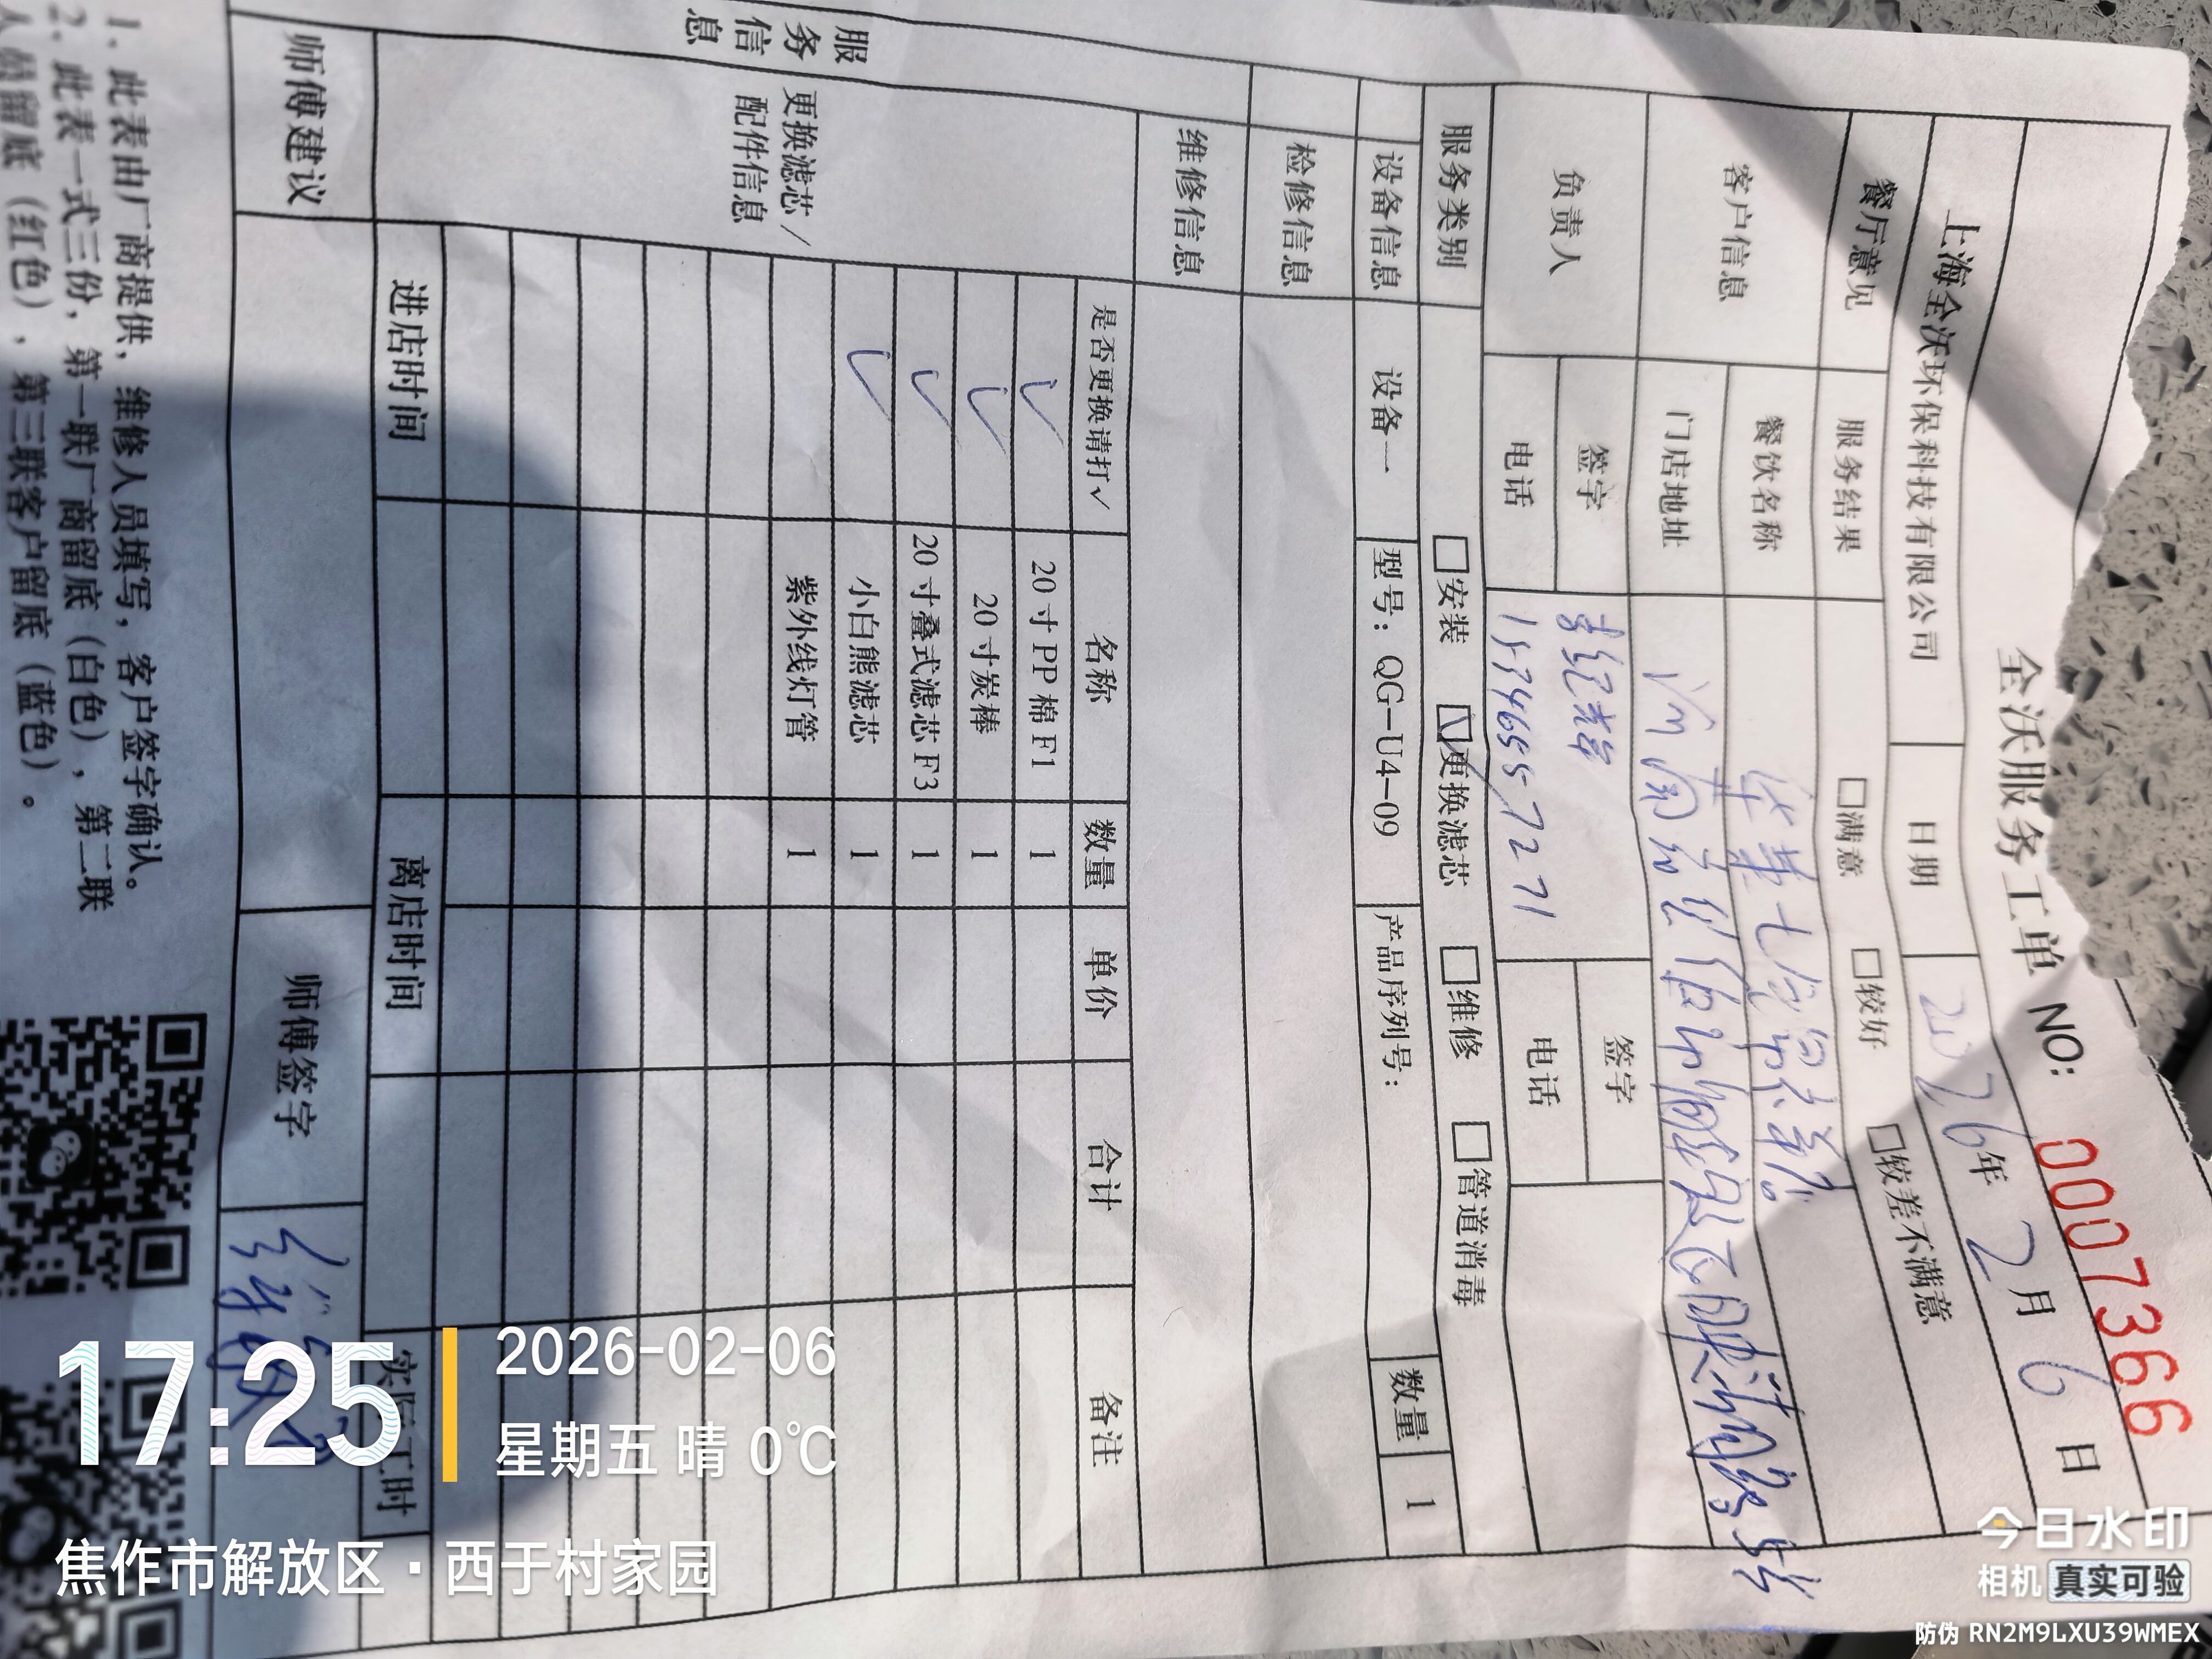 全沃服务工单 NO: 0007366
上海全沃环保科技有限公司 日期 2026年2月6日
餐厅意见 服务结果 □满意 □较好 □较差不满意
客户信息 餐饮名称
门店地址
负责人 签字 签字
电话 15346557271 电话
服务类别 □安装 ☑更换滤芯 □维修 □管道消毒
设备信息 设备一 型号：QG-U4-09 产品序列号： 数量 1
检修信息
维修信息
服务信息
更换滤芯/配件信息
是否更换请打✓ 名称 数量 单价 合计 备注
✓ 20寸PP棉F1 1
✓ 20寸炭棒 1
✓ 20寸叠式滤芯F3 1
✓ 小白熊滤芯 1
紫外线灯管 1
进店时间 离店时间 实际工时
师傅建议 师傅签字
1、此表由厂商提供，维修人员填写，客户签字确认。
2、此表一式三份，第一联厂商留底（白色），第二联
人员留底（红色），第三联客户留底（蓝色）。
17:25
2026-02-06
星期五 晴 0℃
焦作市解放区·西于村家园
今日水印
相机 真实可验
防伪 RN2M9LXU39WMEX